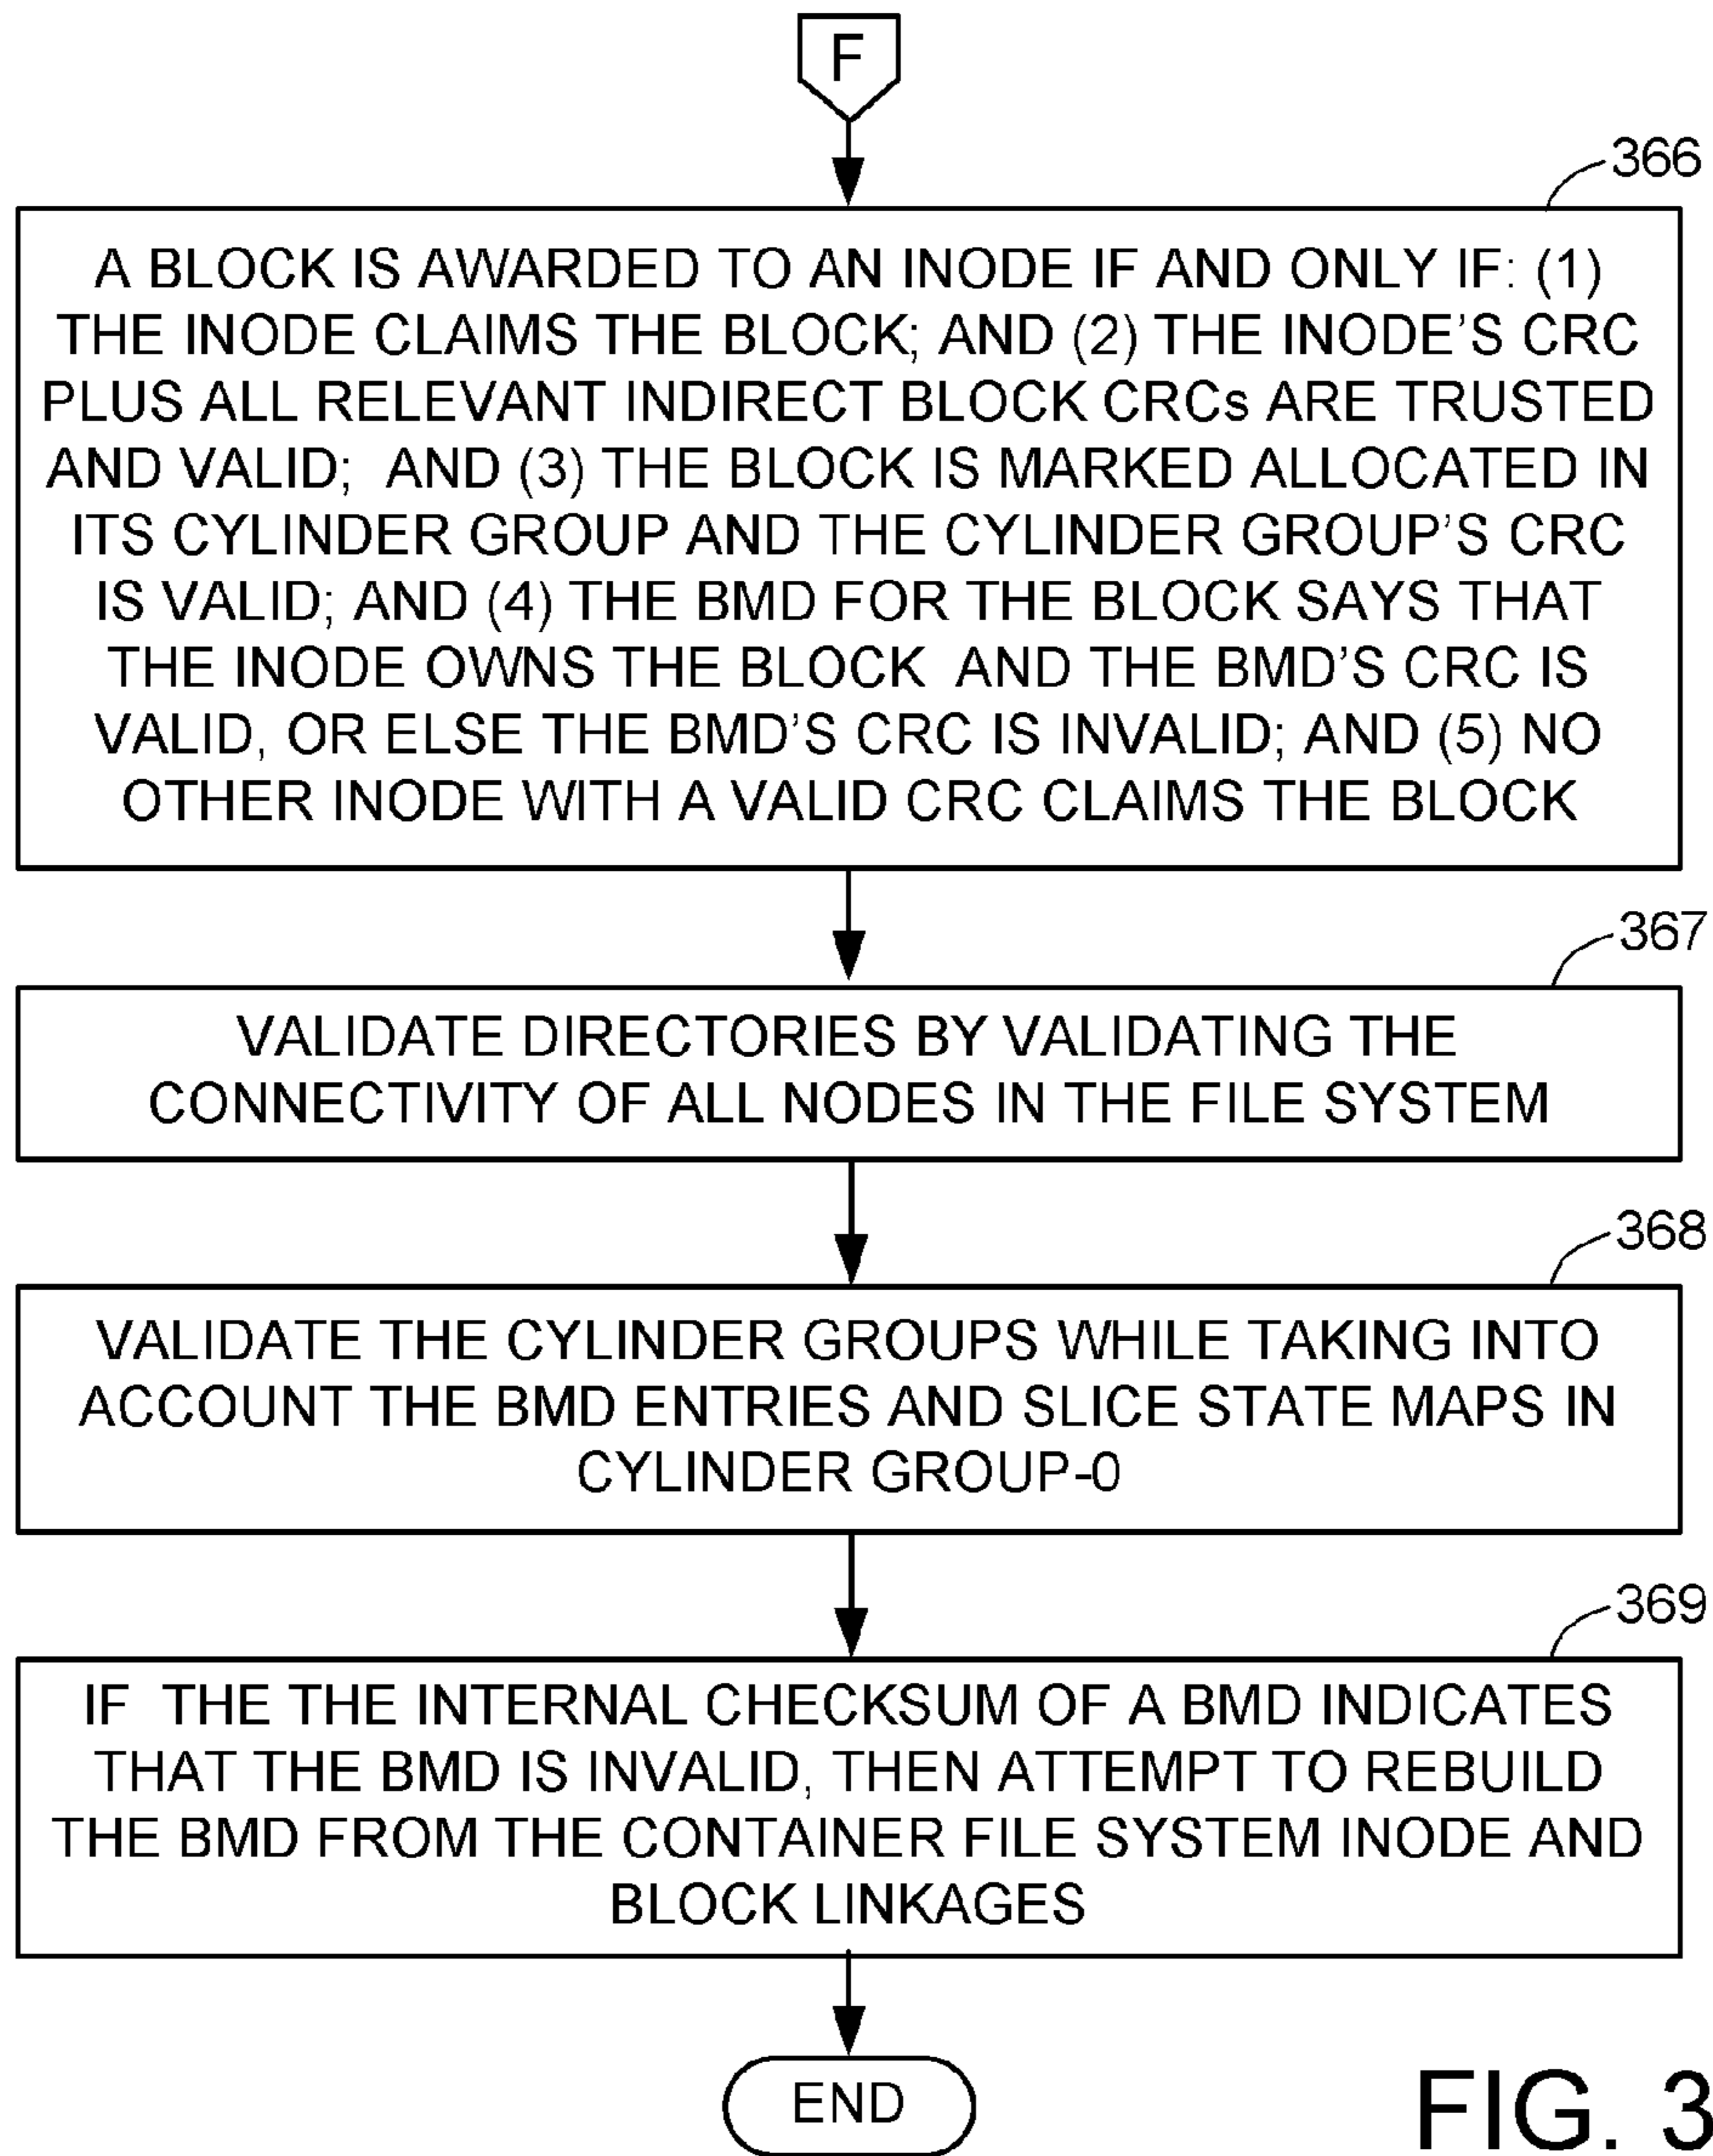 F
366
A BLOCK IS AWARDED TO AN INODE IF AND ONLY IF: (1)
THE INODE CLAIMS THE BLOCK; AND (2) THE INODE’S CRC
PLUS ALL RELEVANT INDIRECT BLOCK CRCs ARE TRUSTED
AND VALID; AND (3) THE BLOCK IS MARKED ALLOCATED IN
ITS CYLINDER GROUP AND THE CYLINDER GROUP’S CRC
IS VALID; AND (4) THE BMD FOR THE BLOCK SAYS THAT
THE INODE OWNS THE BLOCK AND THE BMD’S CRC IS
VALID, OR ELSE THE BMD’S CRC IS INVALID; AND (5) NO
OTHER INODE WITH A VALID CRC CLAIMS THE BLOCK
367
VALIDATE DIRECTORIES BY VALIDATING THE
CONNECTIVITY OF ALL NODES IN THE FILE SYSTEM
368
VALIDATE THE CYLINDER GROUPS WHILE TAKING INTO
ACCOUNT THE BMD ENTRIES AND SLICE STATE MAPS IN
CYLINDER GROUP-0
369
IF THE THE INTERNAL CHECKSUM OF A BMD INDICATES
THAT THE BMD IS INVALID, THEN ATTEMPT TO REBUILD
THE BMD FROM THE CONTAINER FILE SYSTEM INODE AND
BLOCK LINKAGES
END
FIG. 3